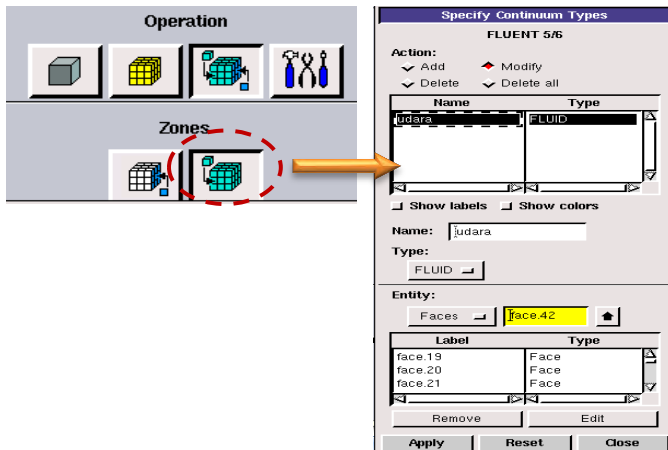 Operation
Zones
Specify Continuum Types
FLUENT 5/6
Action:
Add Modify
Delete Delete all
Name Type
udara FLUID
Show labels Show colors
Name: udara
Type:
FLUID
Entity:
Faces face.42
Label Type
face.19 Face
face.20 Face
face.21 Face
Remove Edit
Apply Reset Close